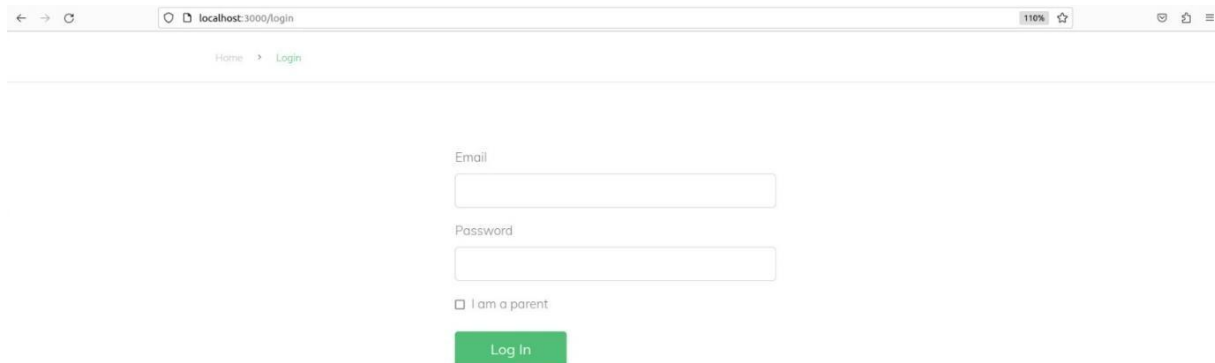 localhost:3000/login
110%
Home > Login
Email
Password
I am a parent
Log In